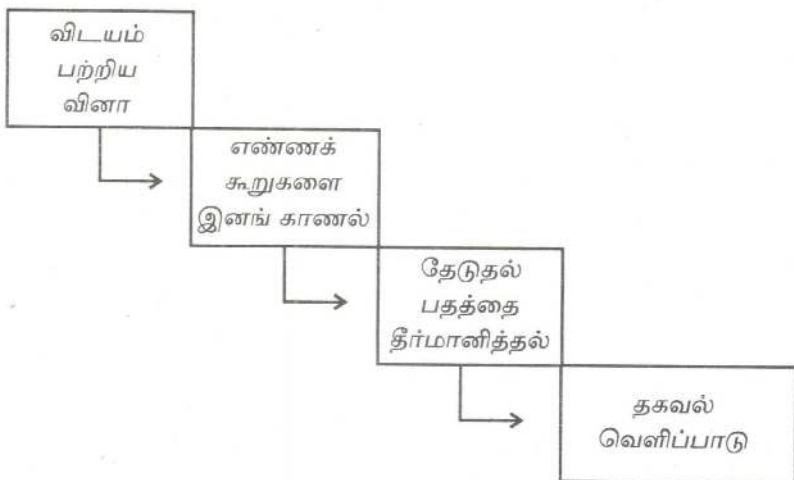 விடயம்
பற்றிய
வினா
எண்ணக்
கூறுகளை
இனங் காணல்
தேடுதல்
பதத்தை
தீர்மானித்தல்
தகவல்
வெளிப்பாடு